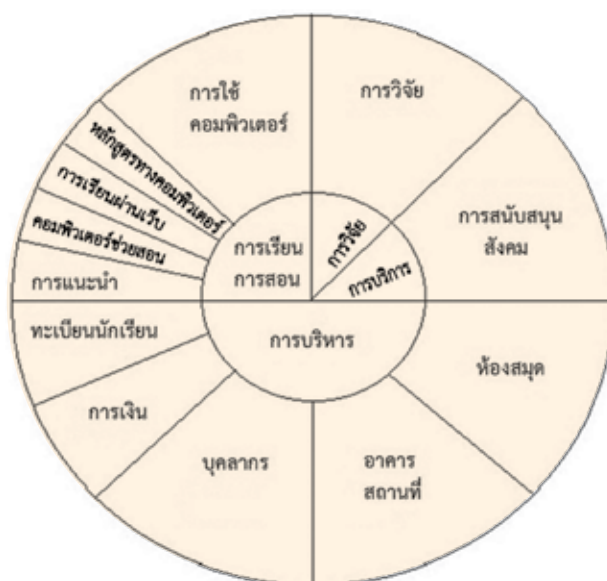 การใช้
คอมพิวเตอร์
การวิจัย
หลักสูตรทางคอมพิวเตอร์
การเรียนผ่านเว็บ
คอมพิวเตอร์ช่วยสอน
การแนะนำ
การเรียน
การสอน
การวิจัย
การบริการ
การสนับสนุน
สังคม
ทะเบียนนักเรียน
การบริหาร
ห้องสมุด
การเงิน
บุคลากร
อาคาร
สถานที่